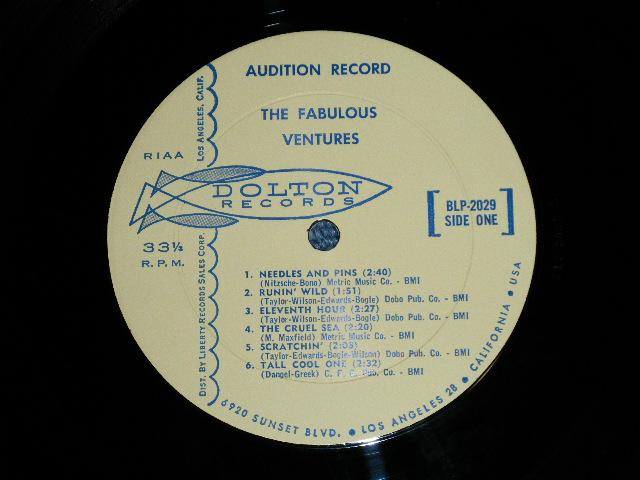 AUDITION RECORD
THE FABULOUS
VENTURES
RIAA
LOS ANGELES, CALIF.
DOLTON
RECORDS
BLP-2029
SIDE ONE
33⅓
R.P.M.
1. NEEDLES AND PINS (2:40)
(Nitzsche-Bono) Metric Music Co. - BMI
2. RUNIN' WILD (1:51)
(Taylor-Wilson-Edwards-Bogle) Dobo Pub. Co. - BMI
3. ELEVENTH HOUR (2:27)
(Taylor-Wilson-Edwards-Bogle) Dobo Pub. Co. - BMI
4. THE CRUEL SEA (2:20)
(M. Maxfield) Metric Music Co. - BMI
5. SCRATCHIN' (2:05)
(Taylor-Edwards-Bogle-Wilson) Dobo Pub. Co. - BMI
6. TALL COOL ONE (2:32)
(Dangel-Greek) C. F. G. Pub. Co. - BMI
DIST. BY LIBERTY RECORDS SALES CORP.
6920 SUNSET BLVD. ● LOS ANGELES 28 ● CALIFORNIA ● USA